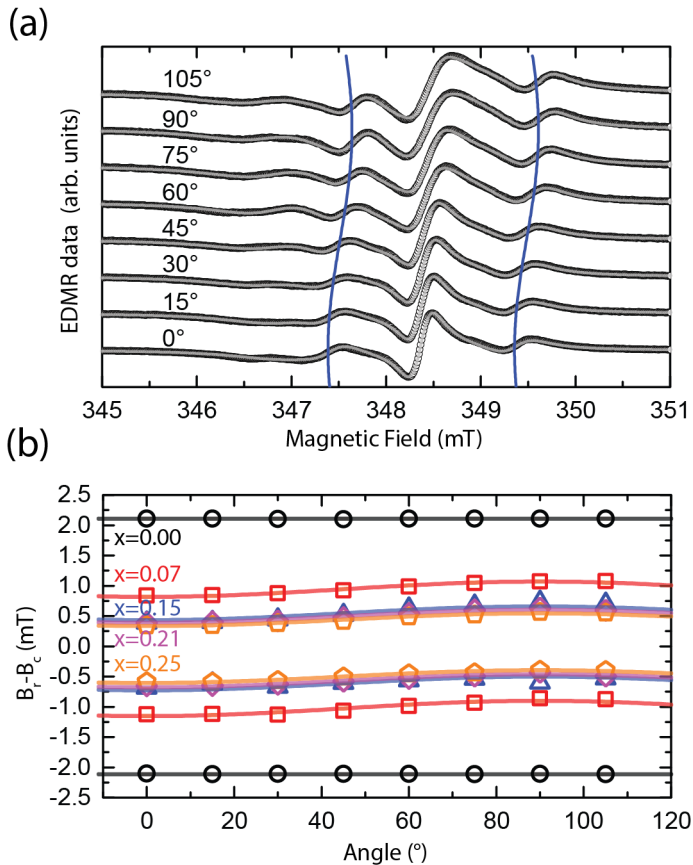 (a)
105°
90°
75°
60°
45°
30°
15°
0°
EDMR data (arb. units)
345 346 347 348 349 350 351
Magnetic Field (mT)
(b)
2.5
2.0
1.5
1.0
0.5
0.0
-0.5
-1.0
-1.5
-2.0
-2.5
x=0.00
x=0.07
x=0.15
x=0.21
x=0.25
Br-Bc (mT)
0 20 40 60 80 100 120
Angle (°)